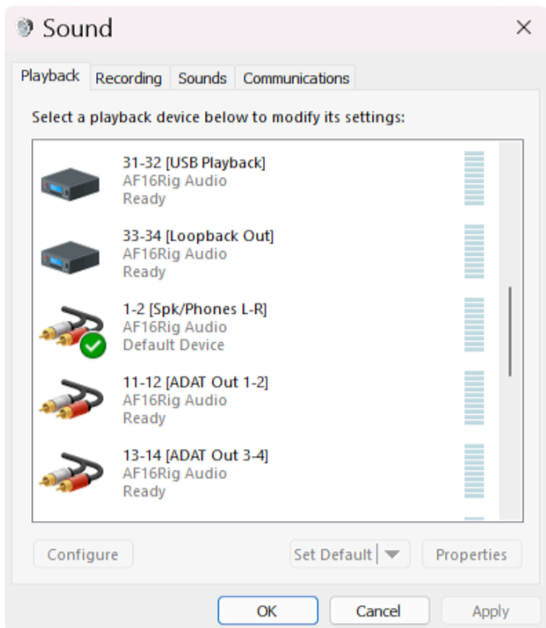 Sound
Playback Recording Sounds Communications
Select a playback device below to modify its settings:
31-32 [USB Playback]
AF16Rig Audio
Ready
33-34 [Loopback Out]
AF16Rig Audio
Ready
1-2 [Spk/Phones L-R]
AF16Rig Audio
Default Device
11-12 [ADAT Out 1-2]
AF16Rig Audio
Ready
13-14 [ADAT Out 3-4]
AF16Rig Audio
Ready
Configure Set Default Properties
OK Cancel Apply